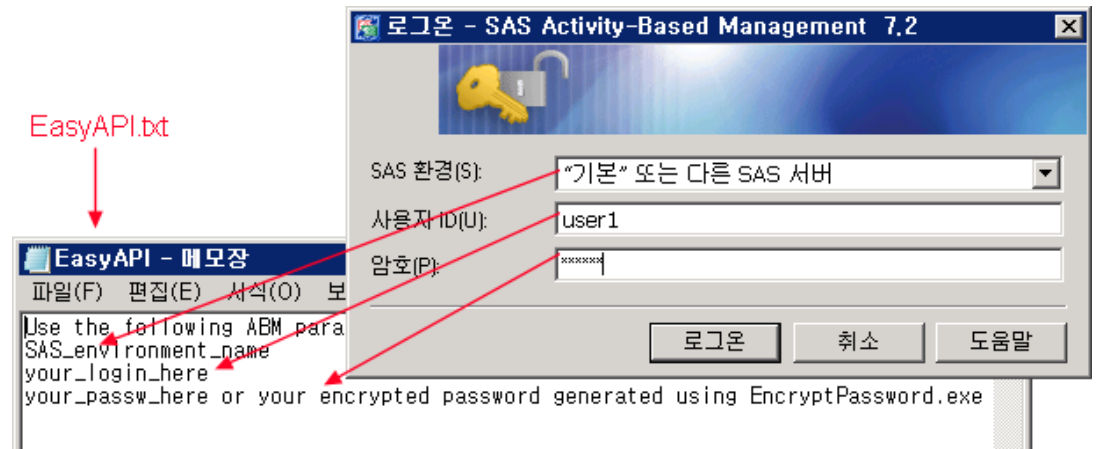 로그온 - SAS Activity-Based Management 7.2
EasyAPI.txt
SAS 환경(S):
"기본" 또는 다른 SAS 서버
사용자 ID(U):
user1
암호(P):
******
로그온
취소
도움말
EasyAPI - 메모장
파일(F) 편집(E) 서식(O) 보
Use the following ABM para
SAS_environment_name
your_login_here
your_passw_here or your encrypted password generated using EncryptPassword.exe